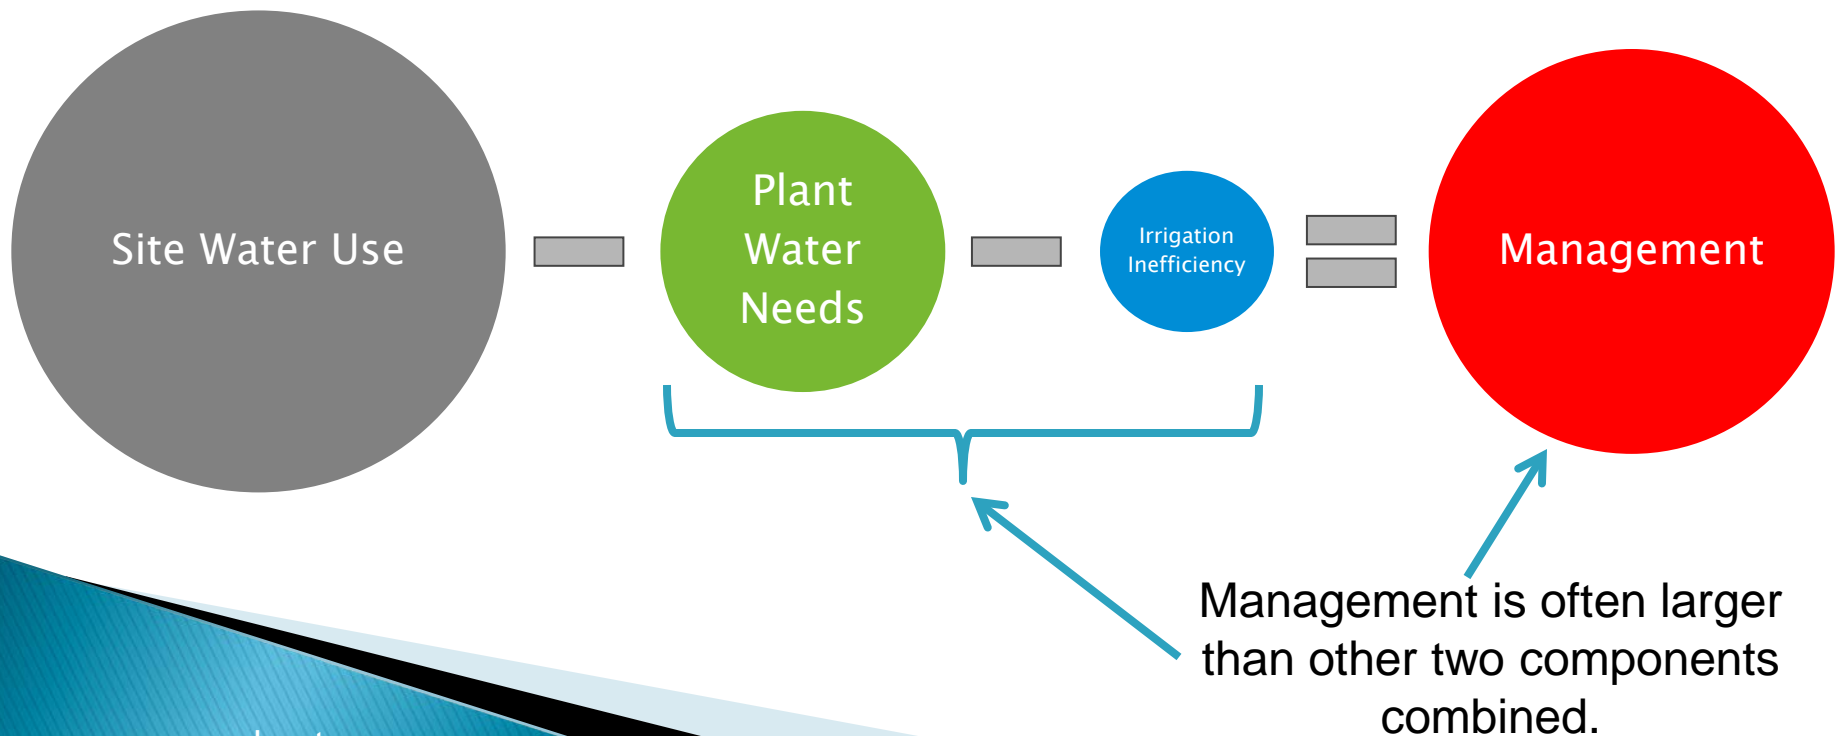 Site Water Use
Plant
Water
Needs
Irrigation
Inefficiency
Management
Management is often larger
than other two components
combined.